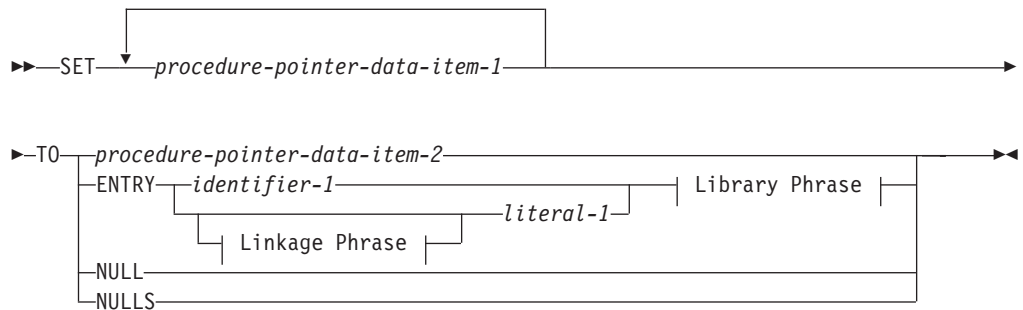 SET procedure-pointer-data-item-1
TO procedure-pointer-data-item-2
ENTRY identifier-1 Library Phrase
literal-1
Linkage Phrase
NULL
NULLS